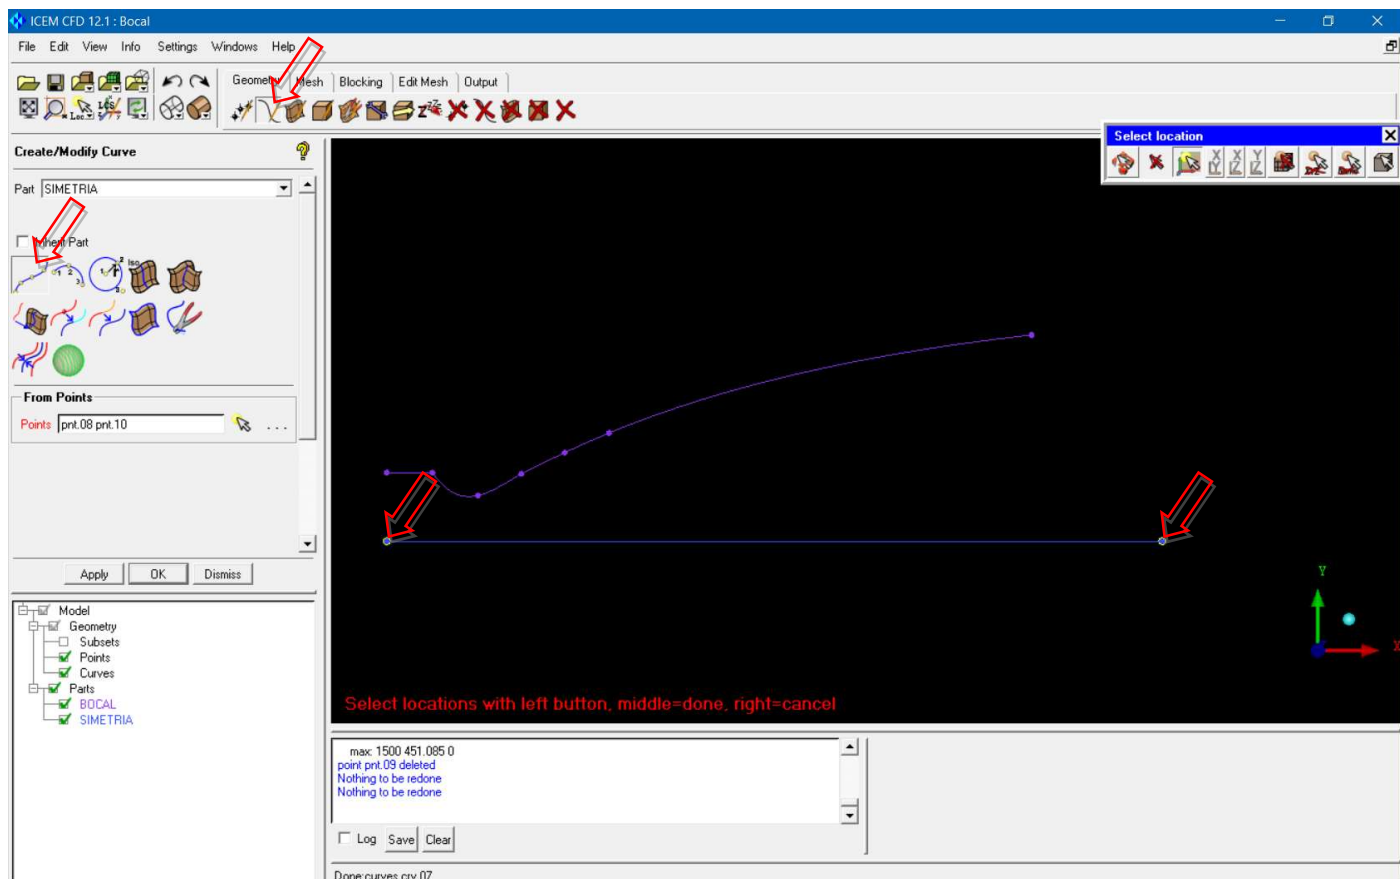 ICEM CFD 12.1 : Bocal
File Edit View Info Settings Windows Help
Geometry Mesh Blocking Edit Mesh Output
Create/Modify Curve
Select location
Part SIMETRIA
Inherit Part
From Points
Points pnt.08 pnt.10 ...
Apply OK Dismiss
Model
Geometry
Subsets
Points
Curves
Parts
BOCAL
SIMETRIA
Y
X
Select locations with left button, middle=done, right=cancel
max: 1500 451.085 0
point pnt.09 deleted
Nothing to be redone
Nothing to be redone
Log Save Clear
Done:curves crv.07